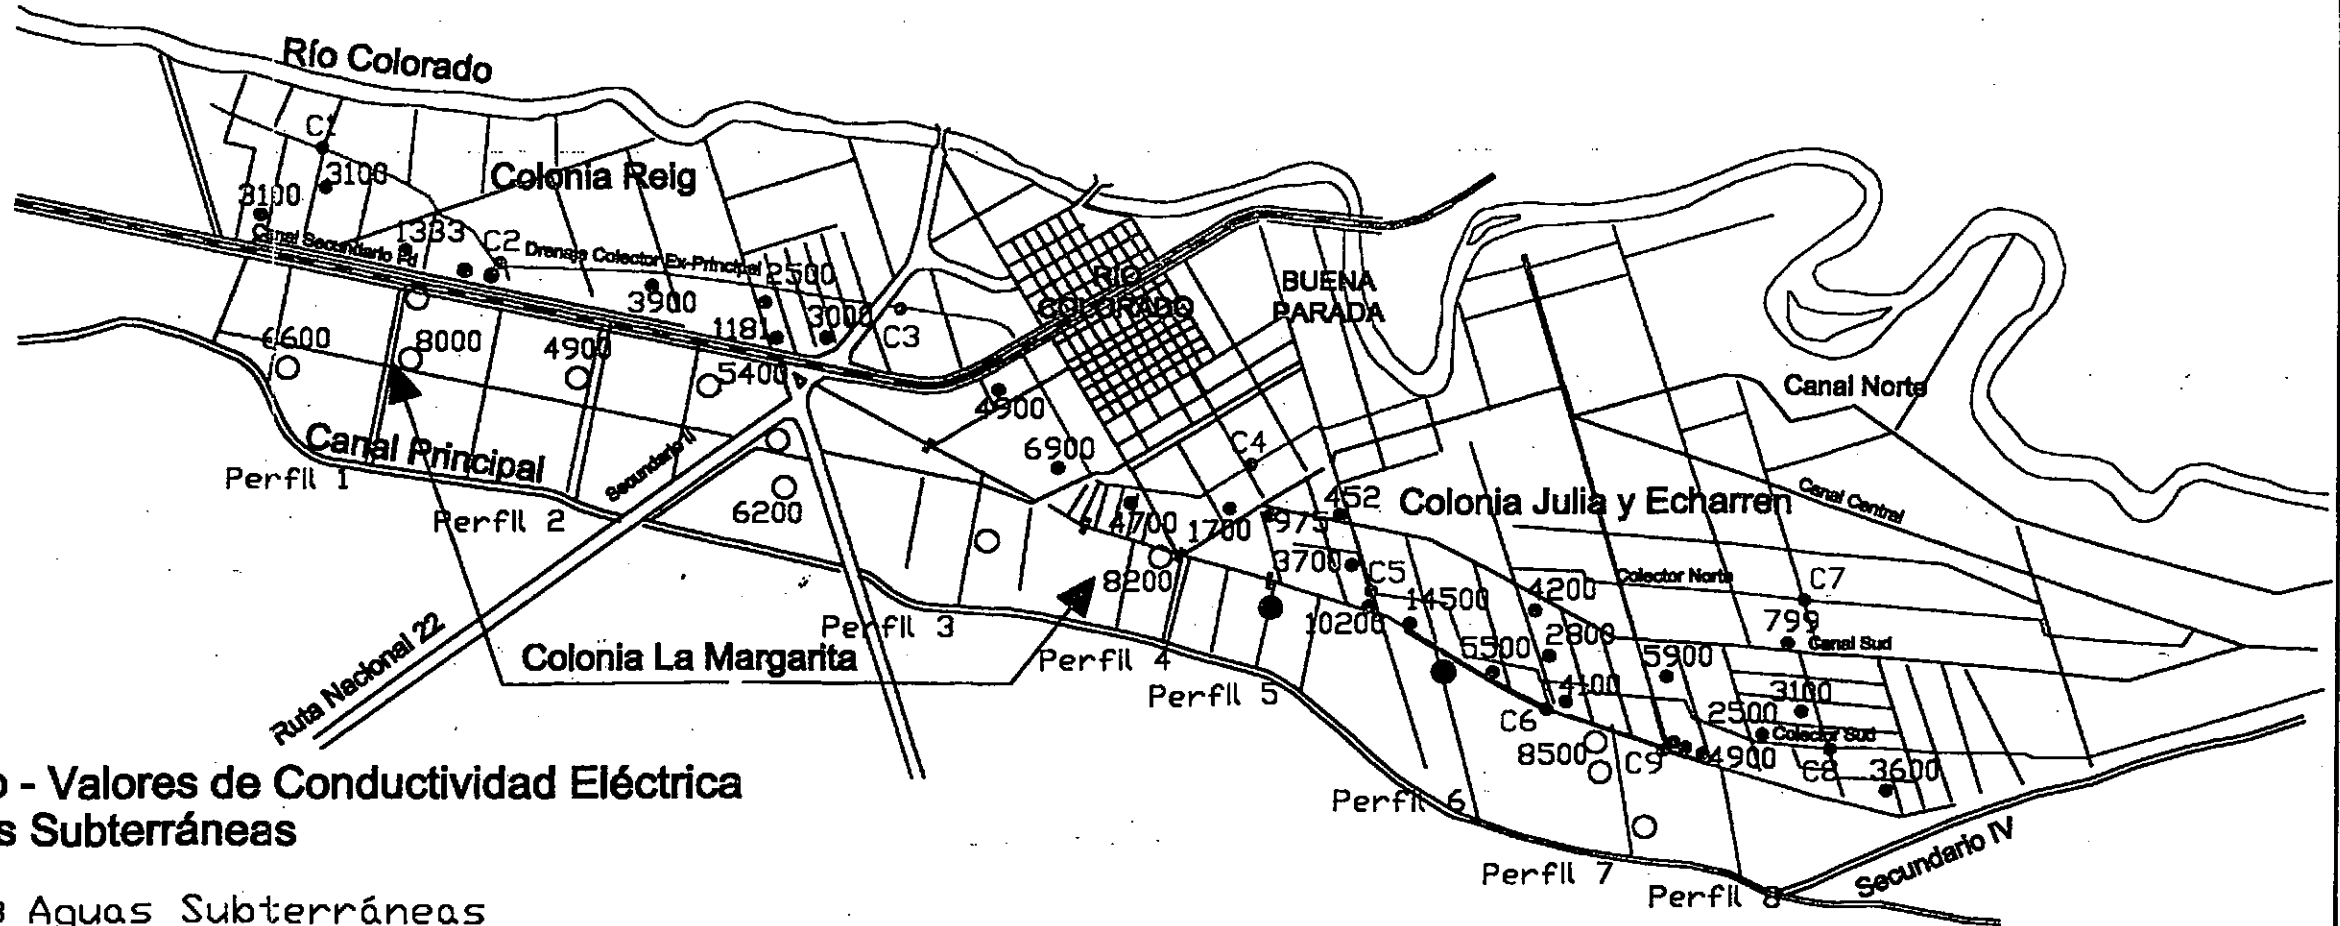 Río Colorado
C1
3100
3100
Colonia Reig
1333
C2
Canal Secundario Pd
Drenaje Colector Ex-Principal
2500
3900
1181
3000
C3
RÍO
COLORADO
BUENA
PARADA
6600
8000
4900
5400
4900
6900
C4
Canal Norte
Canal Principal
Secundario II
Perfil 1
Perfil 2
6200
4700
1700
975
452
Colonia Julia y Echarren
Canal Central
8200
3700
C5
10200
14500
4200
Colector Norte
C7
799
Canal Sud
Perfil 3
Colonia La Margarita
Perfil 4
Perfil 5
5500
2800
5900
4100
3100
2500
Colector Sud
C6
8500
C9
4900
C8
3600
Ruta Nacional 22
Perfil 6
Perfil 7
Perfil 8
Secundario IV
o - Valores de Conductividad Eléctrica
s Subterráneas
Aguas Subterráneas